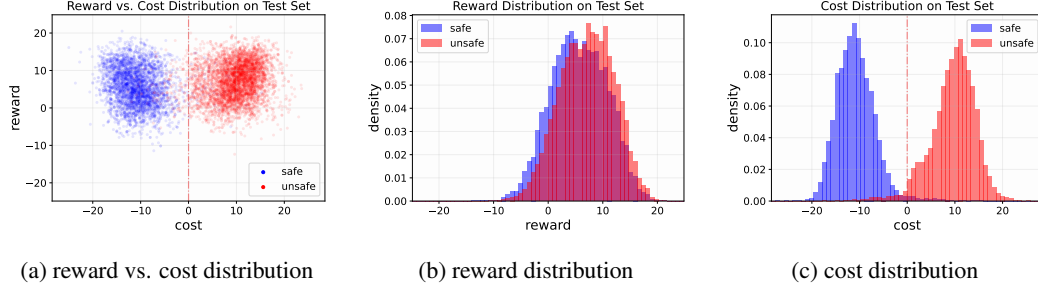 Reward vs. Cost Distribution on Test Set
20
10
0
−10
−20
reward
−20
−10
0
10
20
cost
safe
unsafe
(a) reward vs. cost distribution
Reward Distribution on Test Set
0.08
0.07
0.06
0.05
0.04
0.03
0.02
0.01
0.00
density
−20
−10
0
10
20
reward
safe
unsafe
(b) reward distribution
Cost Distribution on Test Set
0.10
0.08
0.06
0.04
0.02
0.00
density
−20
−10
0
10
20
cost
safe
unsafe
(c) cost distribution